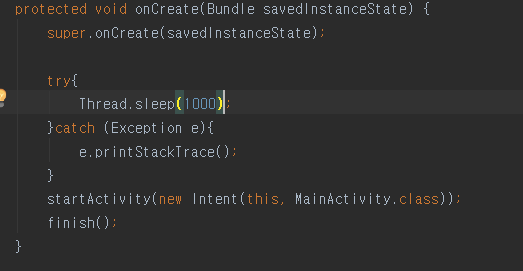 protected void onCreate(Bundle savedInstanceState) {
super.onCreate(savedInstanceState);
try{
Thread.sleep(1000);
}catch (Exception e){
e.printStackTrace();
}
startActivity(new Intent(this, MainActivity.class));
finish();
}